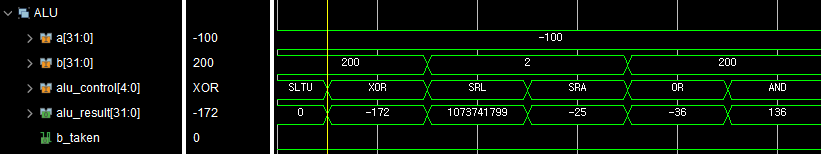 ALU
a[31:0] -100 -100
b[31:0] 200 200 2 200
alu_control[4:0] XOR SLTU XOR SRL SRA OR AND
alu_result[31:0] -172 0 -172 1073741799 -25 -36 136
b_taken 0